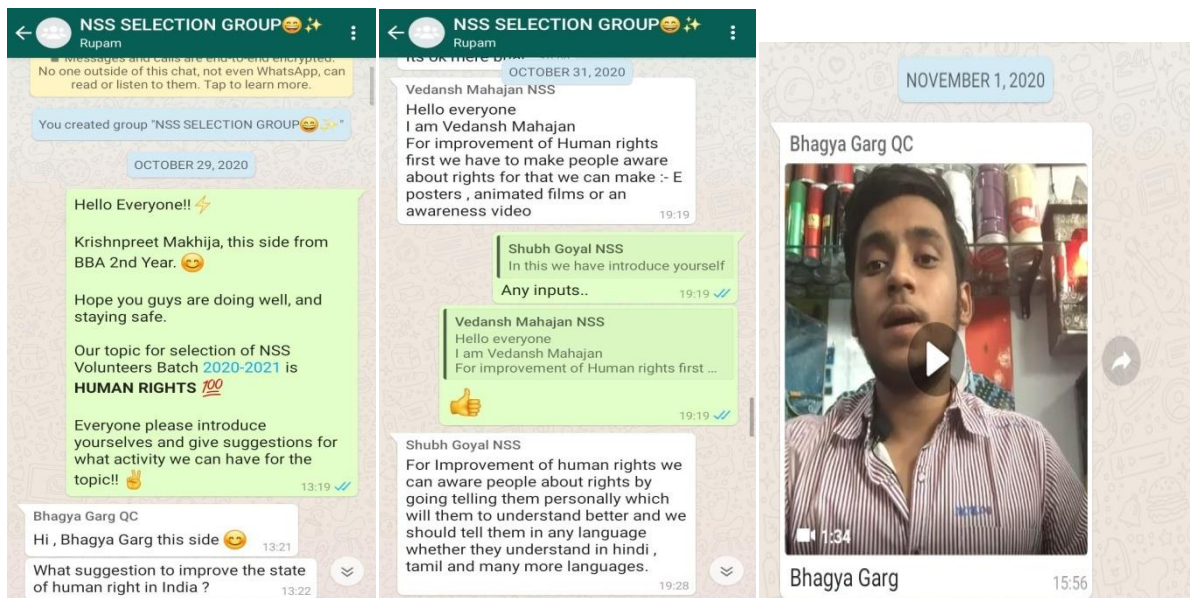 NSS SELECTION GROUP😄✨
Rupam
Messages and calls are end-to-end encrypted.
No one outside of this chat, not even WhatsApp, can
read or listen to them. Tap to learn more.
You created group "NSS SELECTION GROUP😄✨"
OCTOBER 29, 2020
Hello Everyone!! ⚡
Krishnpreet Makhija, this side from
BBA 2nd Year. 😊
Hope you guys are doing well, and
staying safe.
Our topic for selection of NSS
Volunteers Batch 2020-2021 is
HUMAN RIGHTS 💯
Everyone please introduce
yourselves and give suggestions for
what activity we can have for the
topic!! ✌
13:19
Bhagya Garg QC
Hi , Bhagya Garg this side 😊
13:21
What suggestion to improve the state
of human right in India ?
13:22
NSS SELECTION GROUP😄✨
Rupam
OCTOBER 31, 2020
Vedansh Mahajan NSS
Hello everyone
I am Vedansh Mahajan
For improvement of Human rights
first we have to make people aware
about rights for that we can make :- E
posters , animated films or an
awareness video
19:19
Shubh Goyal NSS
In this we have introduce yourself
Any inputs..
19:19
Vedansh Mahajan NSS
Hello everyone
I am Vedansh Mahajan
For improvement of Human rights first ...
👍
19:19
Shubh Goyal NSS
For Improvement of human rights we
can aware people about rights by
going telling them personally which
will them to understand better and we
should tell them in any language
whether they understand in hindi ,
tamil and many more languages.
19:28
NOVEMBER 1, 2020
Bhagya Garg QC
1:34
Bhagya Garg
15:56